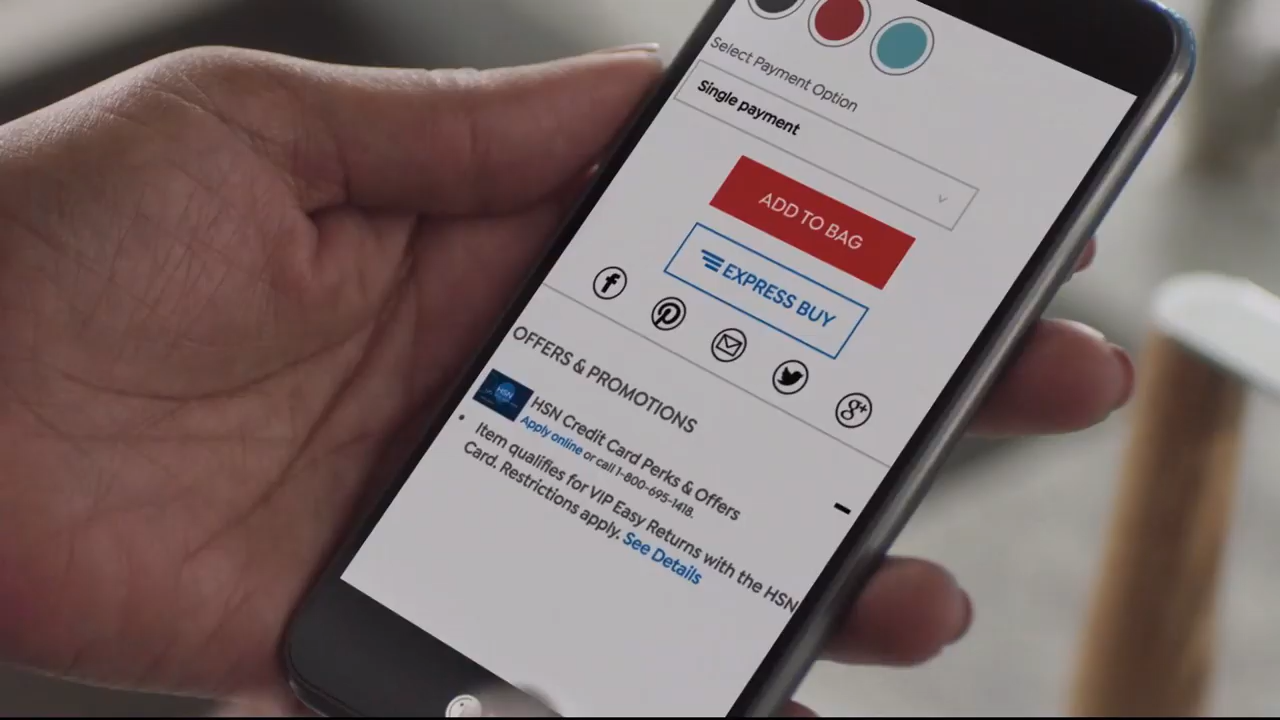 Select Payment Option
Single payment
ADD TO BAG
EXPRESS BUY
OFFERS & PROMOTIONS
HSN
HSN Credit Card Perks & Offers
Apply online or call 1-800-695-1418.
Item qualifies for VIP Easy Returns with the HSN
Card. Restrictions apply. See Details